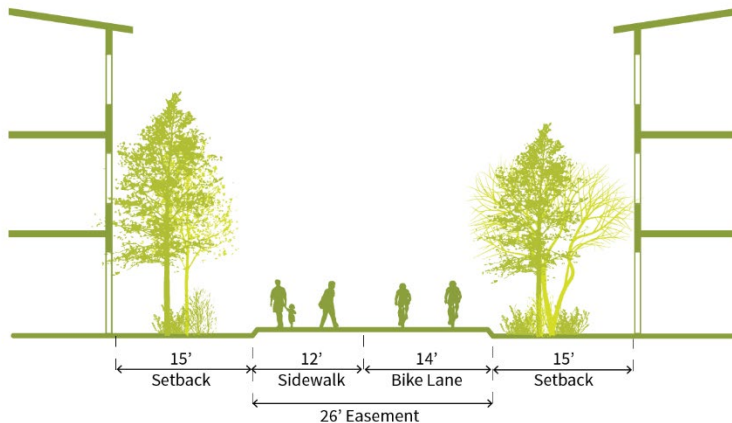 15’ 12’ 14’ 15’
Setback Sidewalk Bike Lane Setback
26’ Easement